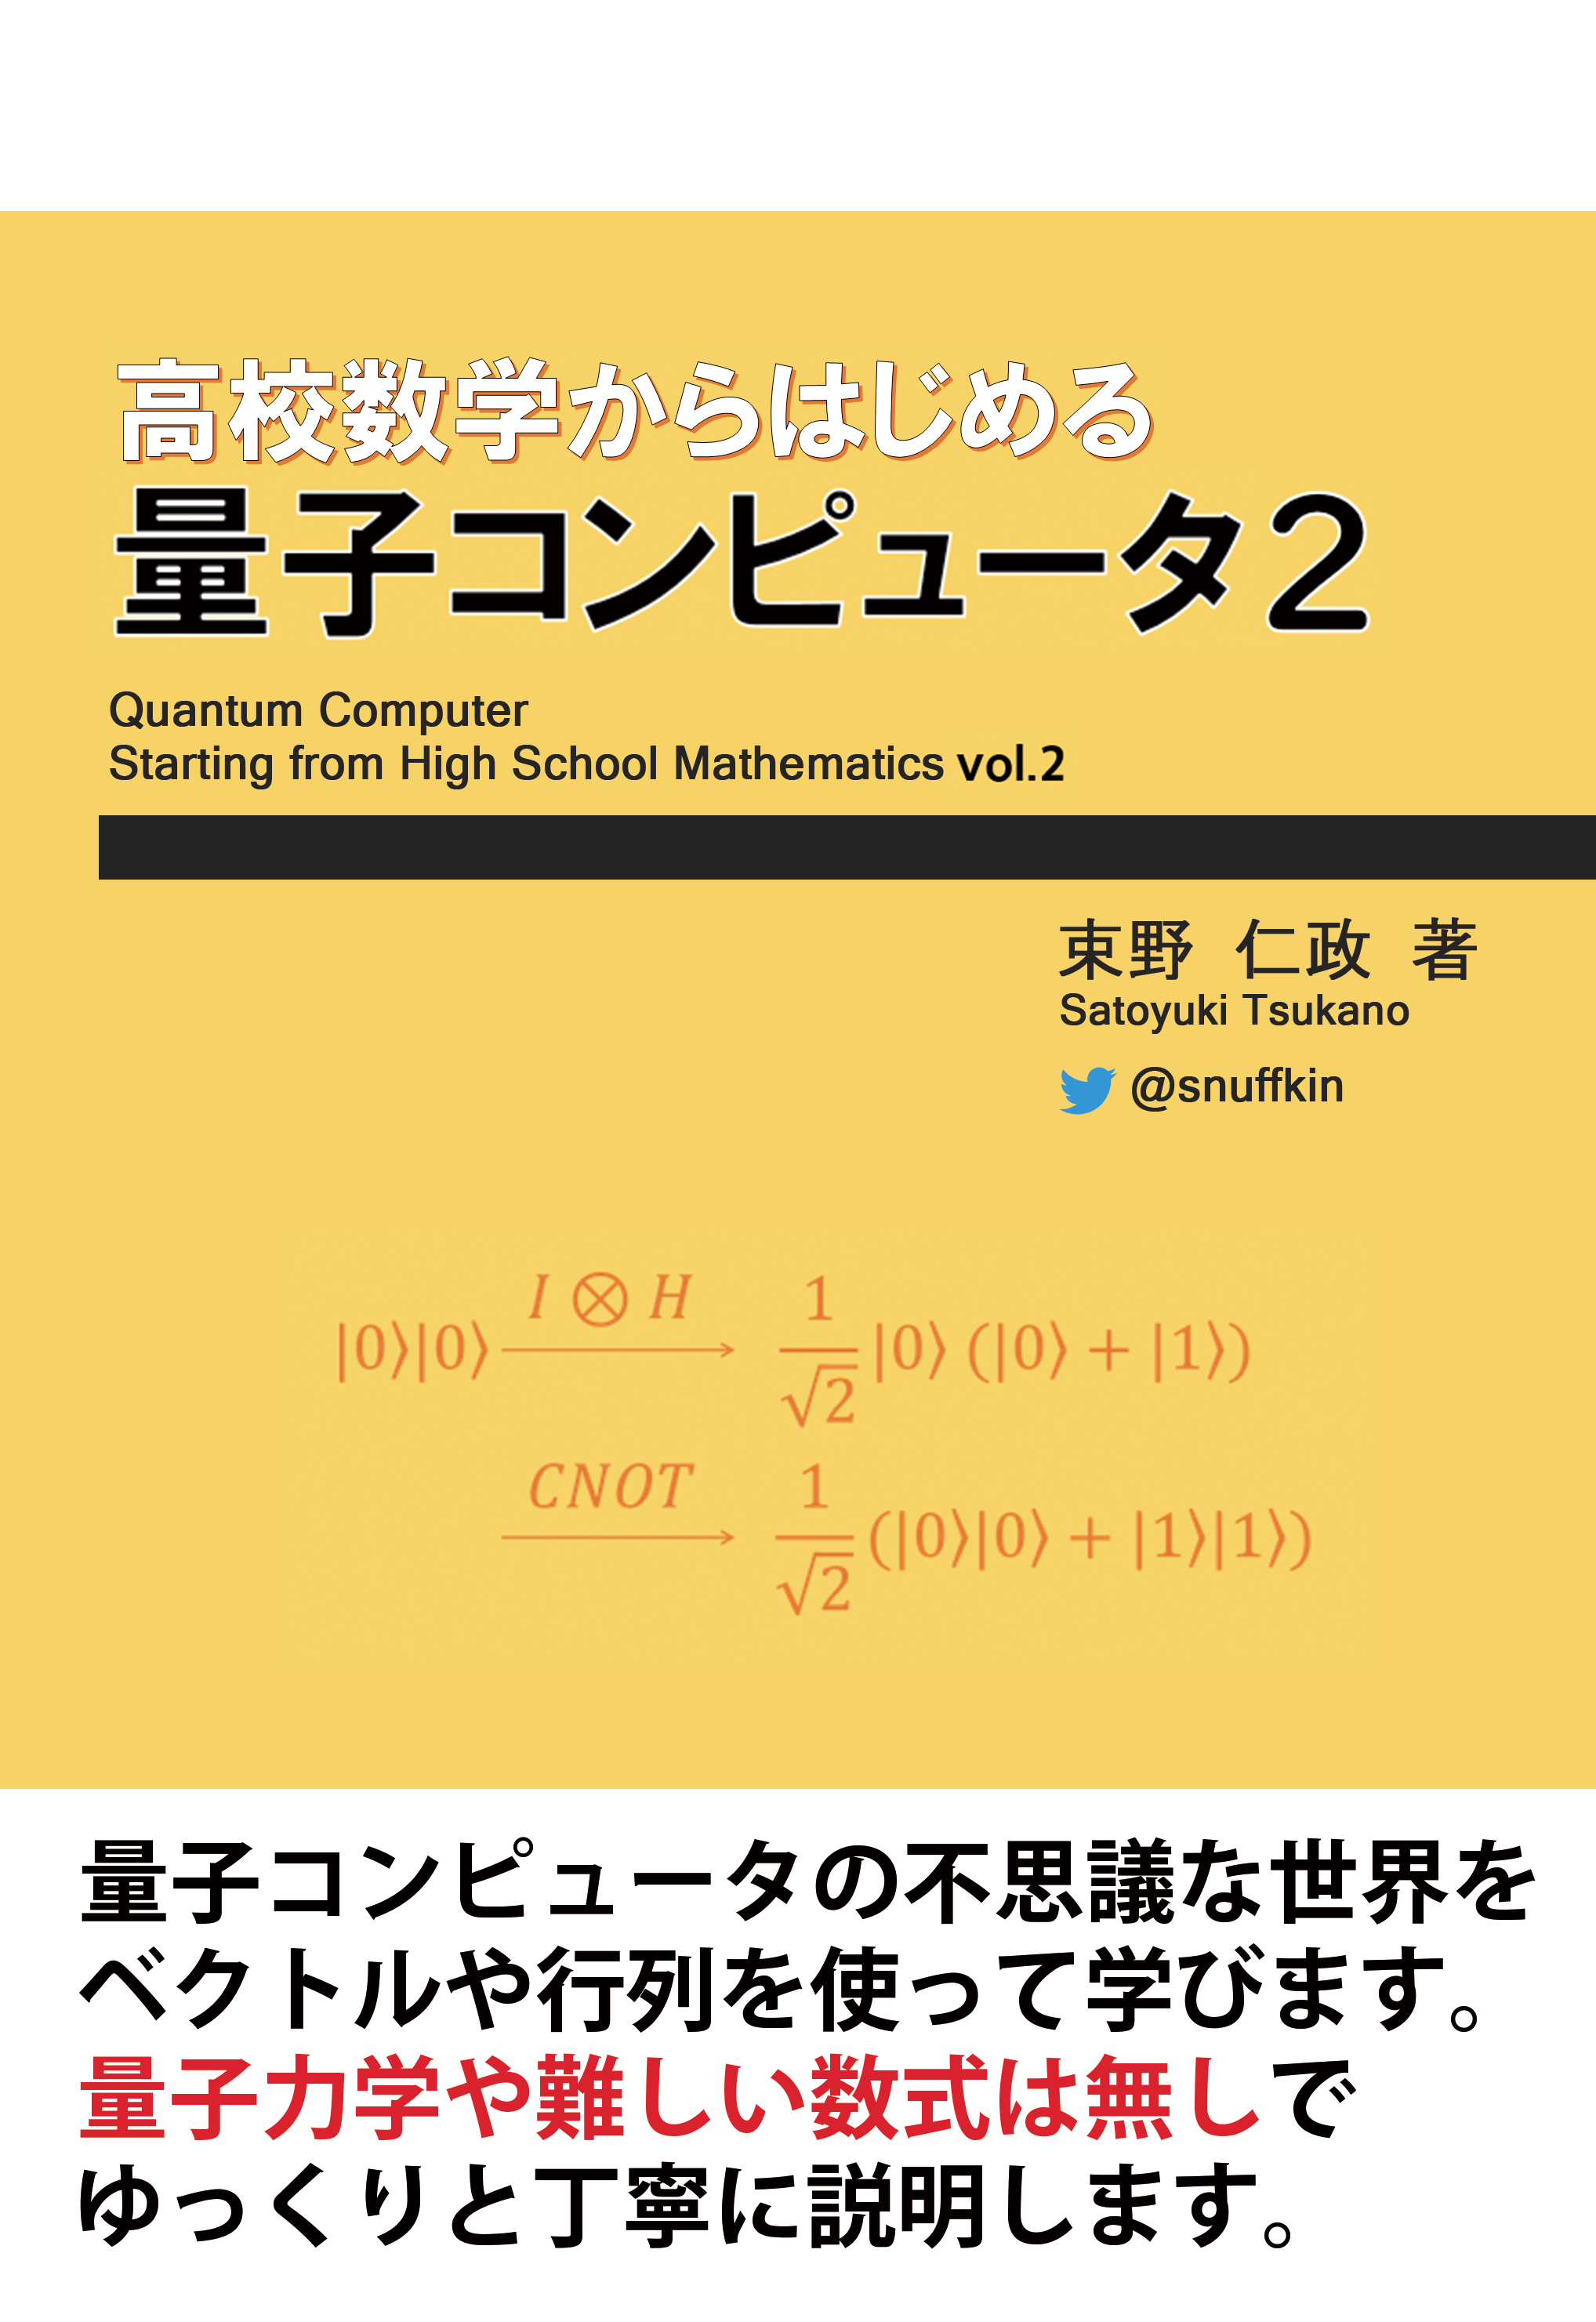 高校数学からはじめる
量子コンピュータ2
Quantum Computer
Starting from High School Mathematics vol.2
束野 仁政 著
Satoyuki Tsukano
@snuffkin
|0⟩|0⟩ I ⊗ H → 1/√2 |0⟩ (|0⟩ + |1⟩)
CNOT → 1/√2 (|0⟩|0⟩ + |1⟩|1⟩)
量子コンピュータの不思議な世界を
ベクトルや行列を使って学びます。
量子力学や難しい数式は無しで
ゆっくりと丁寧に説明します。